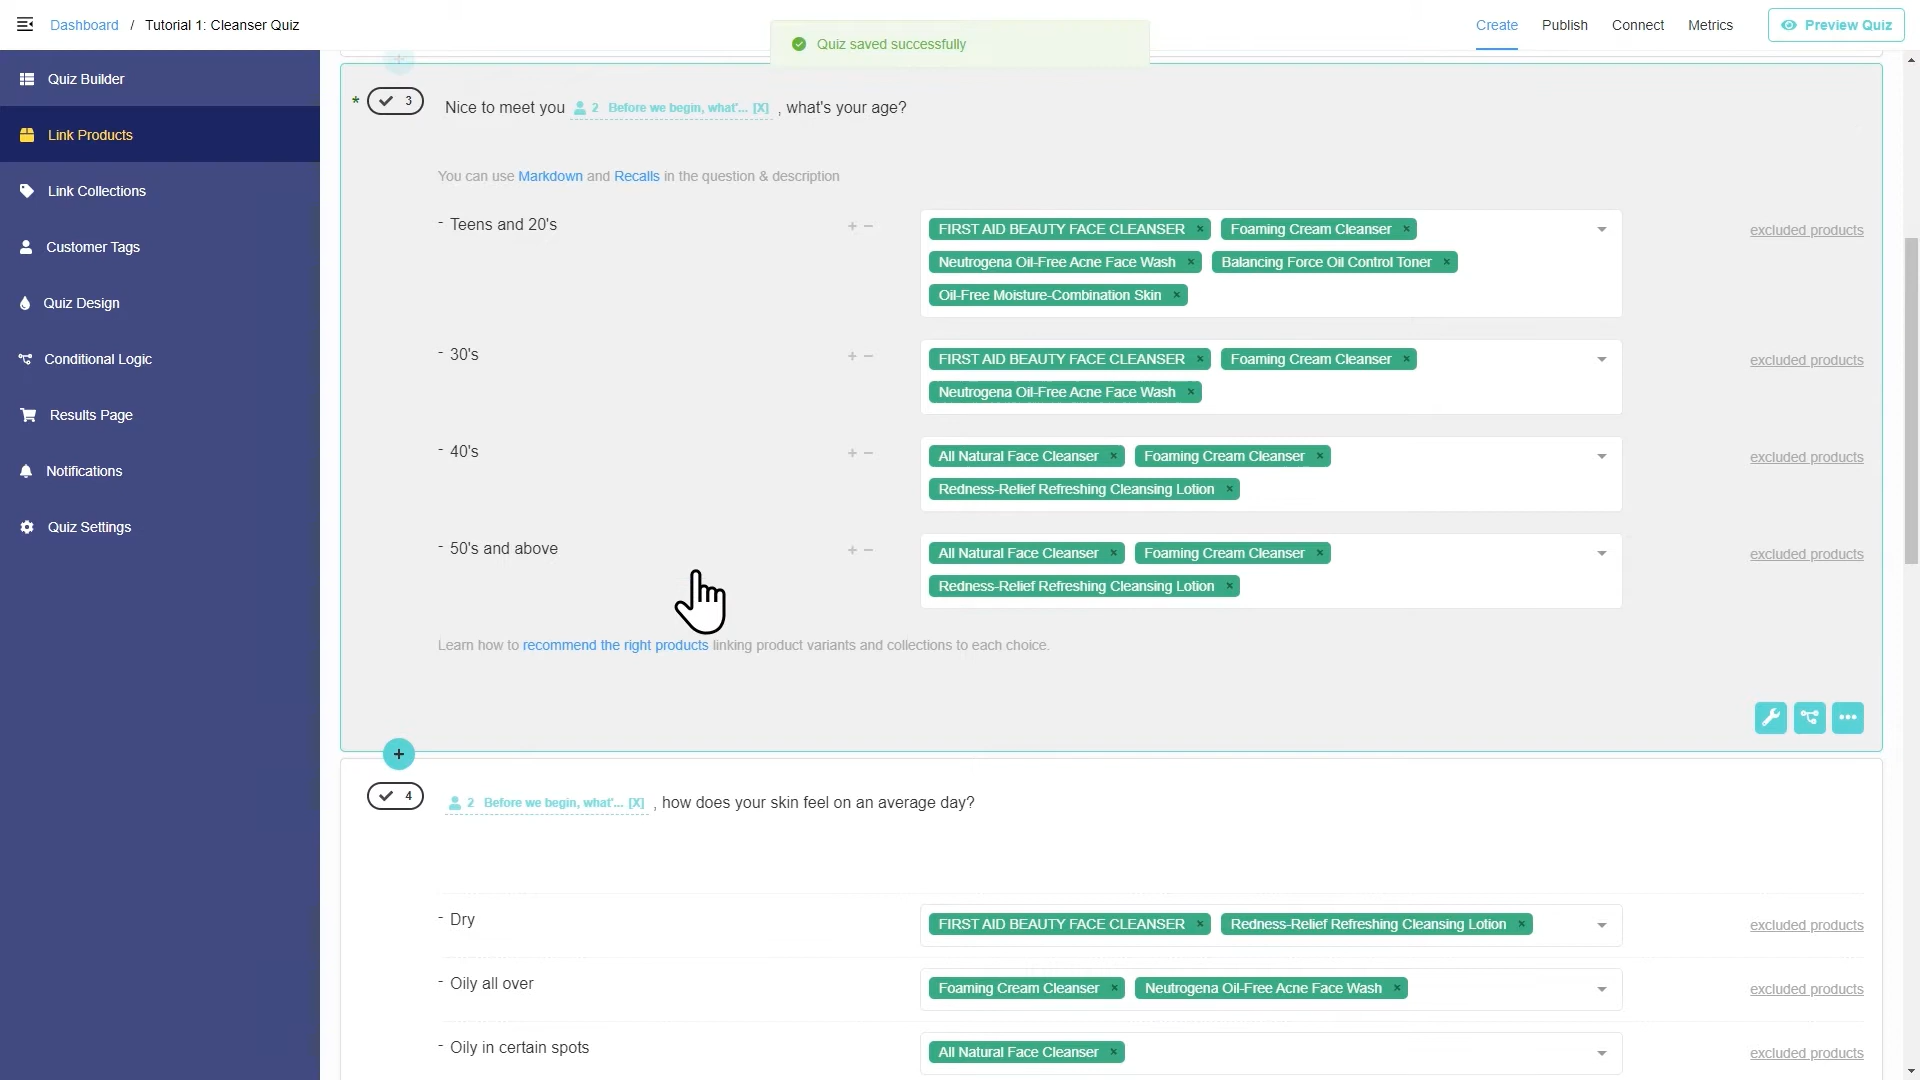 Dashboard / Tutorial 1: Cleanser Quiz
Create Publish Connect Metrics Preview Quiz
Quiz saved successfully
Quiz Builder
Link Products
Link Collections
Customer Tags
Quiz Design
Conditional Logic
Results Page
Notifications
Quiz Settings
* 3 Nice to meet you 2 Before we begin, what'... [X] , what's your age?
You can use Markdown and Recalls in the question & description
- Teens and 20's + − FIRST AID BEAUTY FACE CLEANSER × Foaming Cream Cleanser × excluded products
Neutrogena Oil-Free Acne Face Wash × Balancing Force Oil Control Toner ×
Oil-Free Moisture-Combination Skin ×
- 30's + − FIRST AID BEAUTY FACE CLEANSER × Foaming Cream Cleanser × excluded products
Neutrogena Oil-Free Acne Face Wash ×
- 40's + − All Natural Face Cleanser × Foaming Cream Cleanser × excluded products
Redness-Relief Refreshing Cleansing Lotion ×
- 50's and above + − All Natural Face Cleanser × Foaming Cream Cleanser × excluded products
Redness-Relief Refreshing Cleansing Lotion ×
Learn how to recommend the right products linking product variants and collections to each choice.
+
4 2 Before we begin, what'... [X] , how does your skin feel on an average day?
- Dry FIRST AID BEAUTY FACE CLEANSER × Redness-Relief Refreshing Cleansing Lotion × excluded products
- Oily all over Foaming Cream Cleanser × Neutrogena Oil-Free Acne Face Wash × excluded products
- Oily in certain spots All Natural Face Cleanser × excluded products